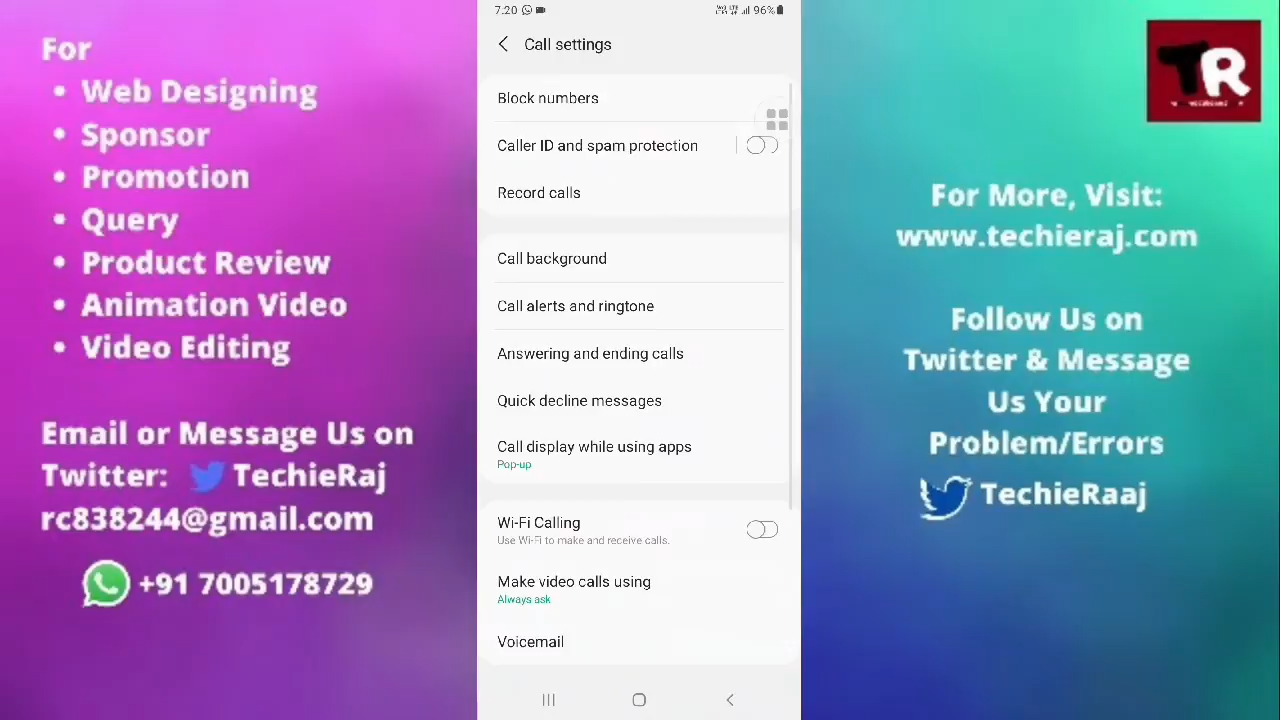 For
• Web Designing
• Sponsor
• Promotion
• Query
• Product Review
• Animation Video
• Video Editing
Email or Message Us on
Twitter: TechieRaj
rc838244@gmail.com
+91 7005178729
7:20
96%
Call settings
Block numbers
Caller ID and spam protection
Record calls
Call background
Call alerts and ringtone
Answering and ending calls
Quick decline messages
Call display while using apps
Pop-up
Wi-Fi Calling
Use Wi-Fi to make and receive calls.
Make video calls using
Always ask
Voicemail
TR
For More, Visit:
www.techieraj.com
Follow Us on
Twitter & Message
Us Your
Problem/Errors
TechieRaaj